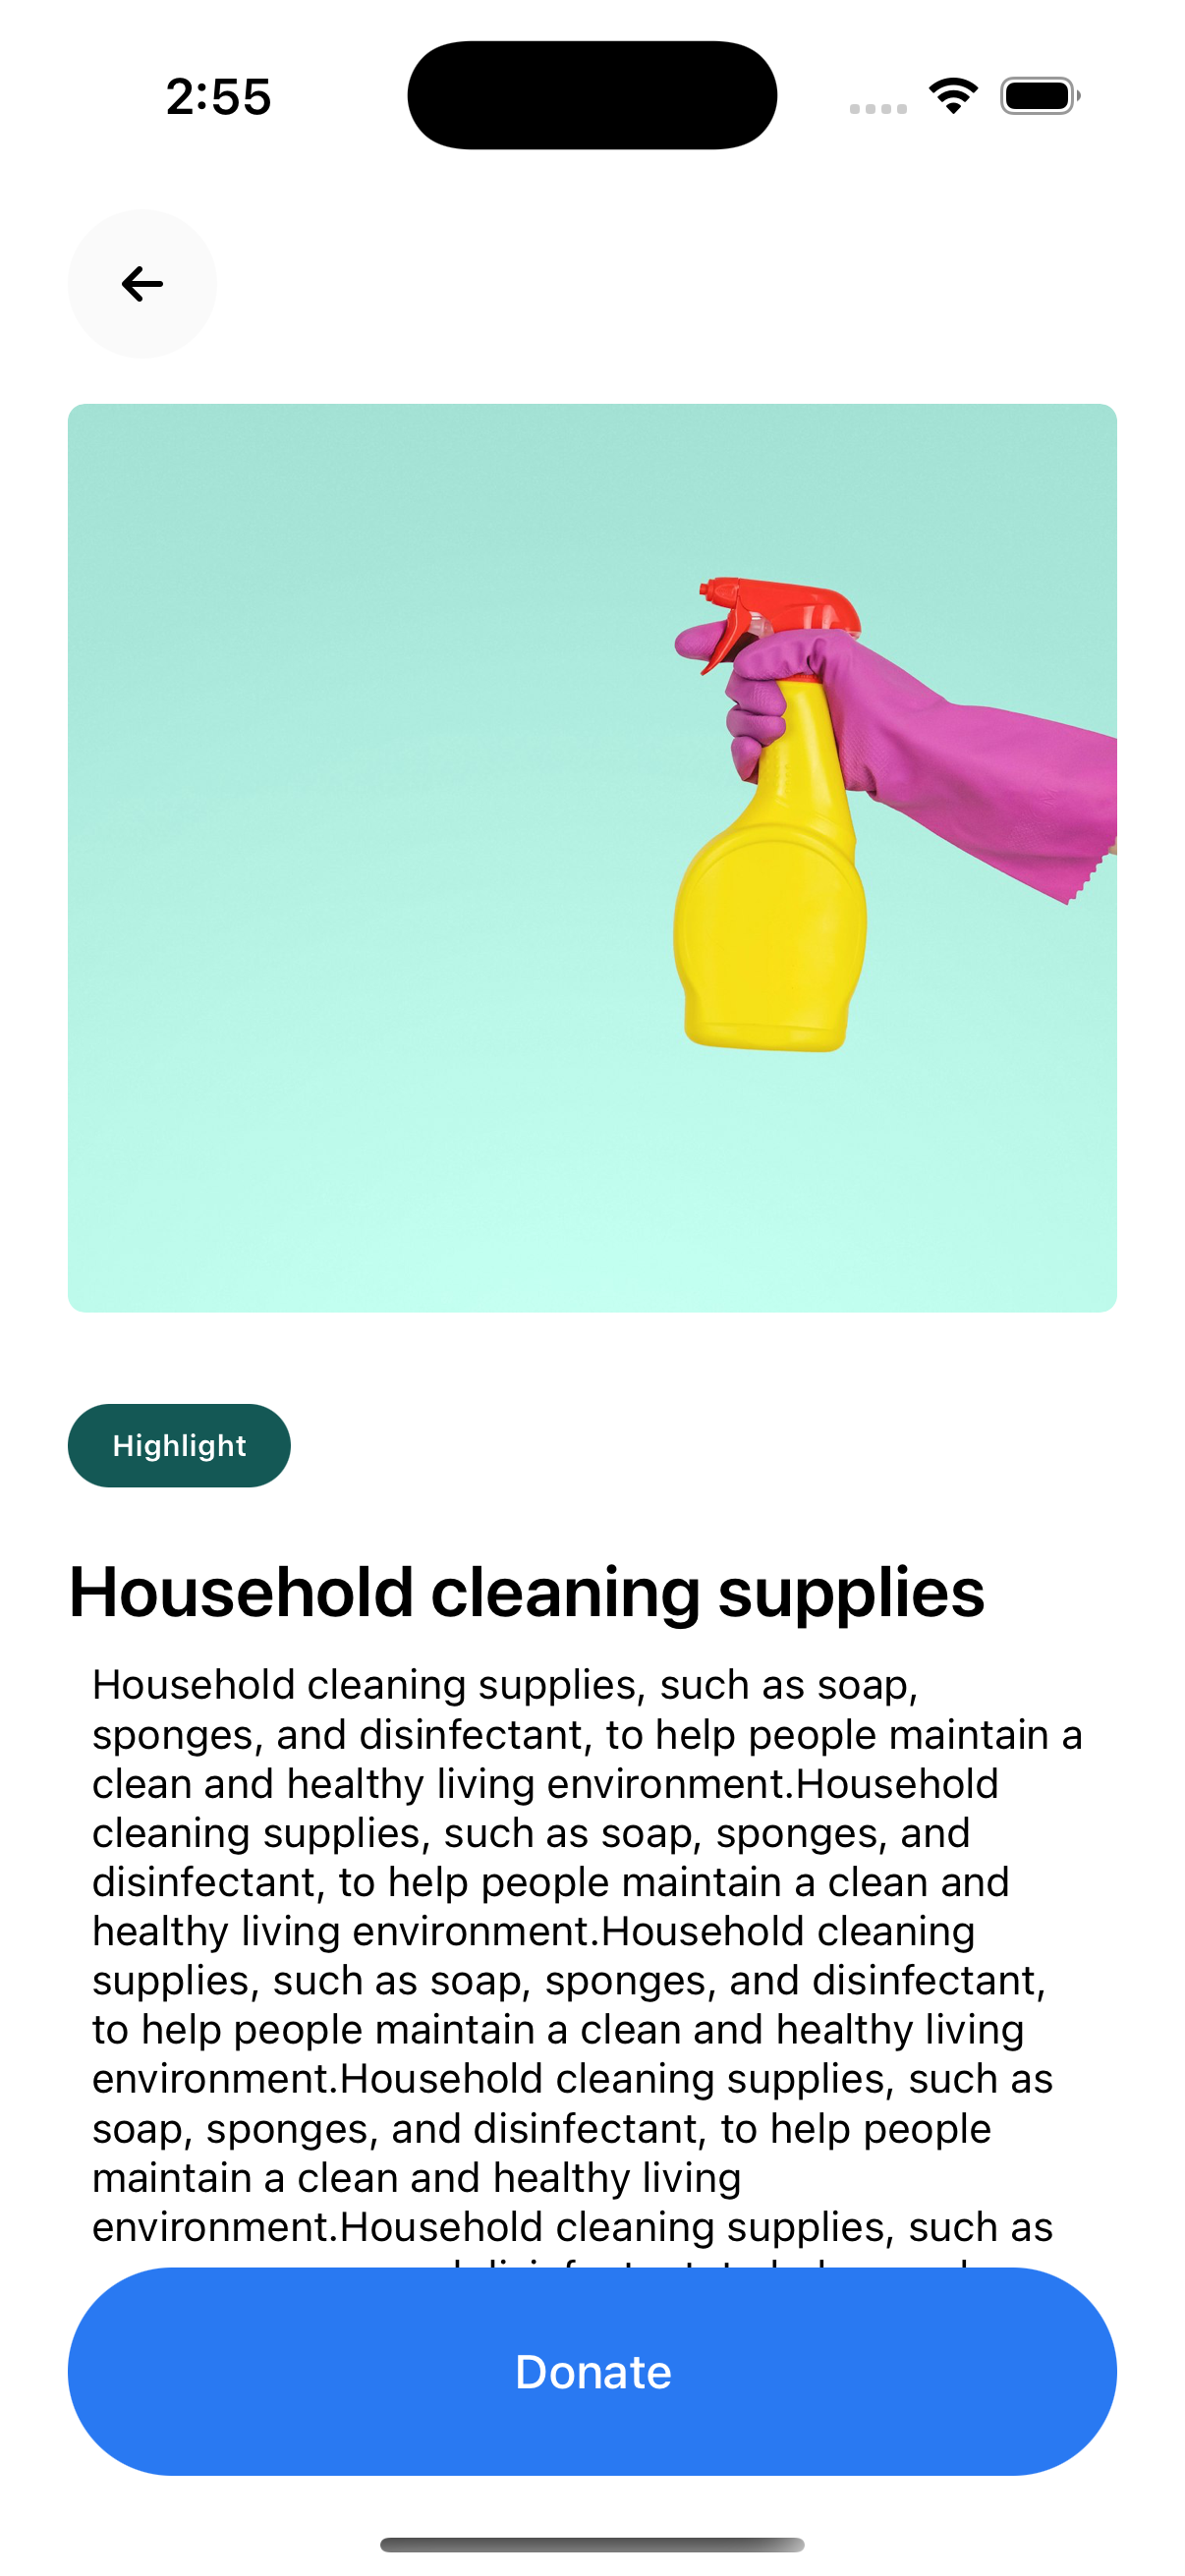 2:55
Highlight
Household cleaning supplies
Household cleaning supplies, such as soap,
sponges, and disinfectant, to help people maintain a
clean and healthy living environment.Household
cleaning supplies, such as soap, sponges, and
disinfectant, to help people maintain a clean and
healthy living environment.Household cleaning
supplies, such as soap, sponges, and disinfectant,
to help people maintain a clean and healthy living
environment.Household cleaning supplies, such as
soap, sponges, and disinfectant, to help people
maintain a clean and healthy living
environment.Household cleaning supplies, such as
Donate